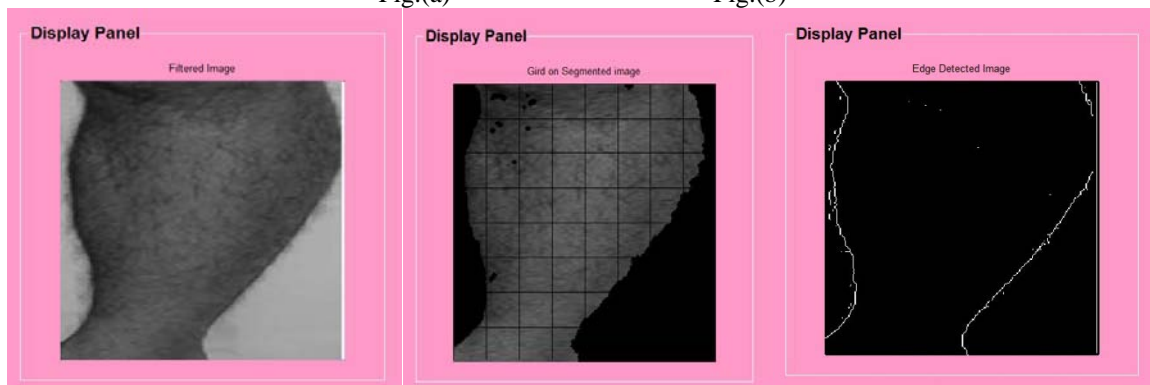 Fig.(a) Fig.(b)
Display Panel Display Panel Display Panel
Filtered Image Gird on Segmented image Edge Detected Image